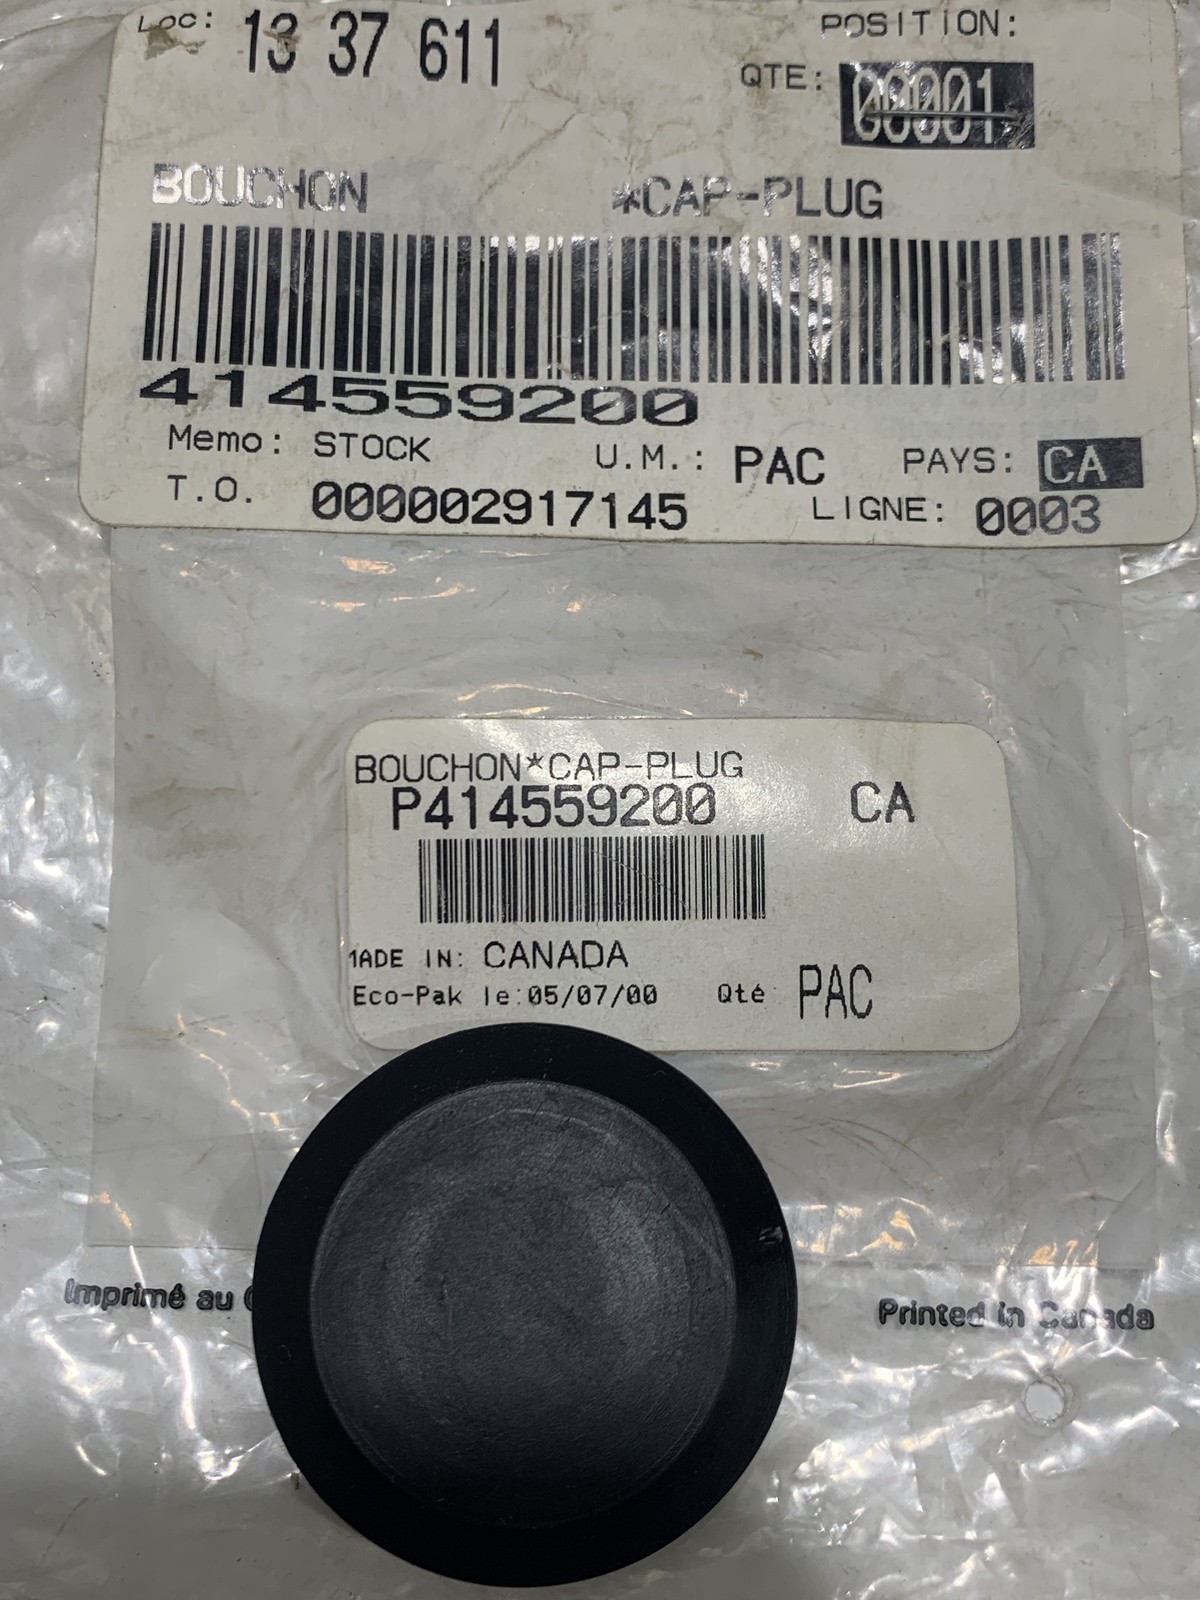 Loc: 13 37 611 POSITION:
QTE: 00001
BOUCHON *CAP-PLUG
414559200
Memo: STOCK U.M.: PAC PAYS: CA
T.O. 000002917145 LIGNE: 0003
BOUCHON*CAP-PLUG
P414559200 CA
MADE IN: CANADA
Eco-Pak le:05/07/00 Qté PAC
Imprimé au
Printed in Canada